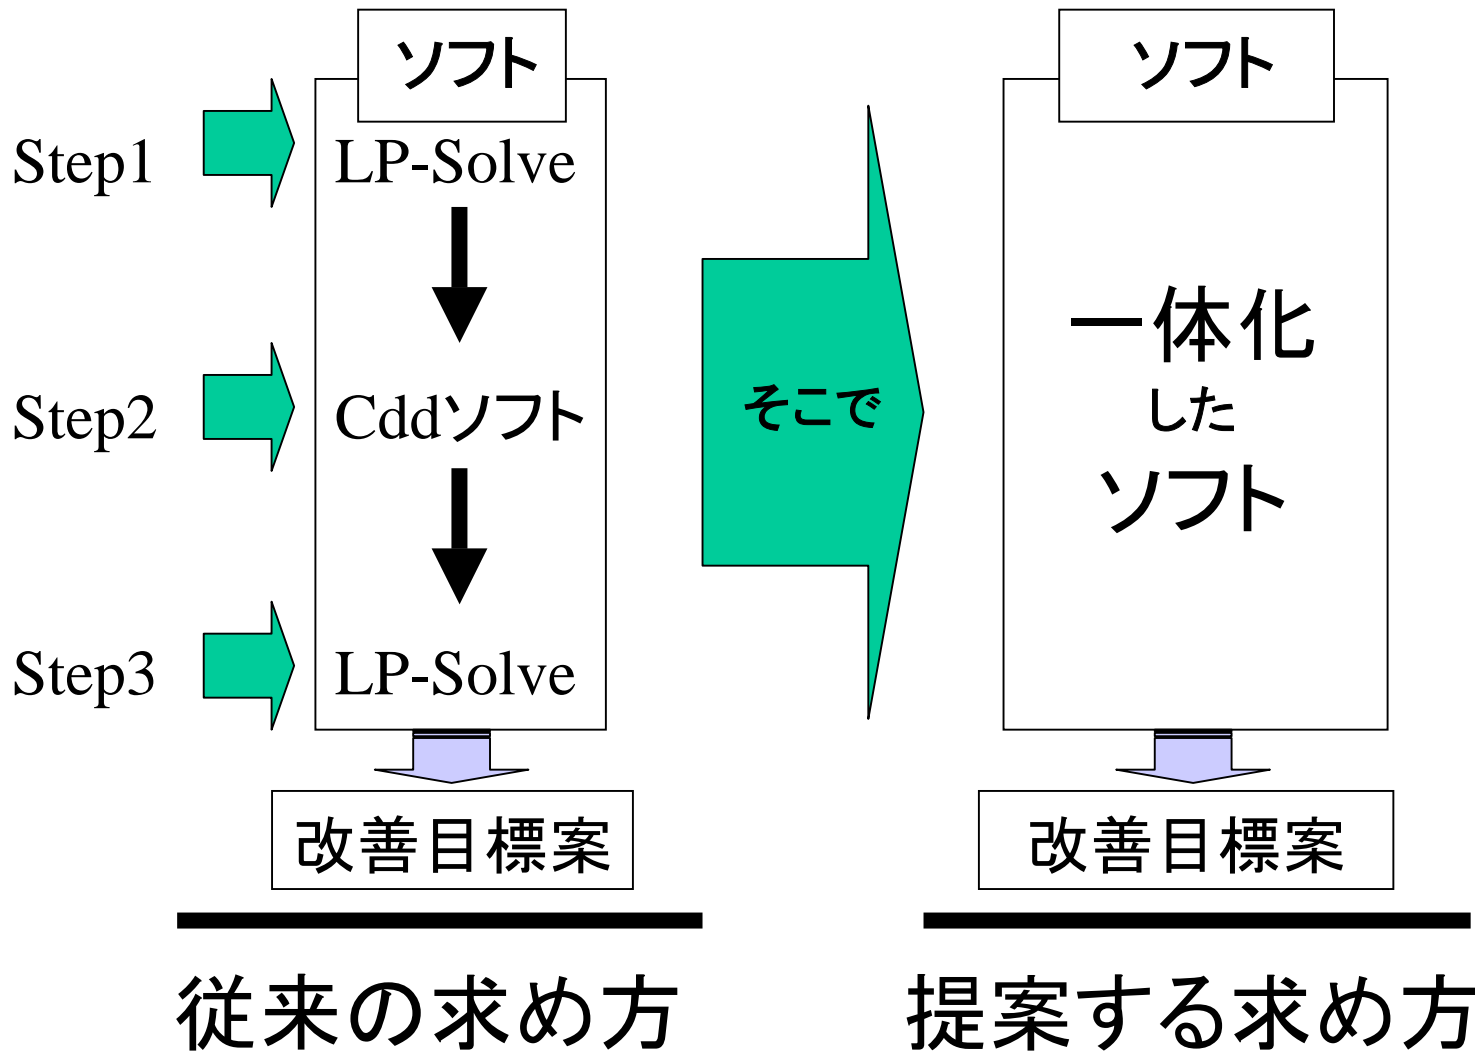 ソフト
Step1
LP-Solve
Step2
Cddソフト
Step3
LP-Solve
改善目標案
従来の求め方
そこで
ソフト
一体化
した
ソフト
改善目標案
提案する求め方